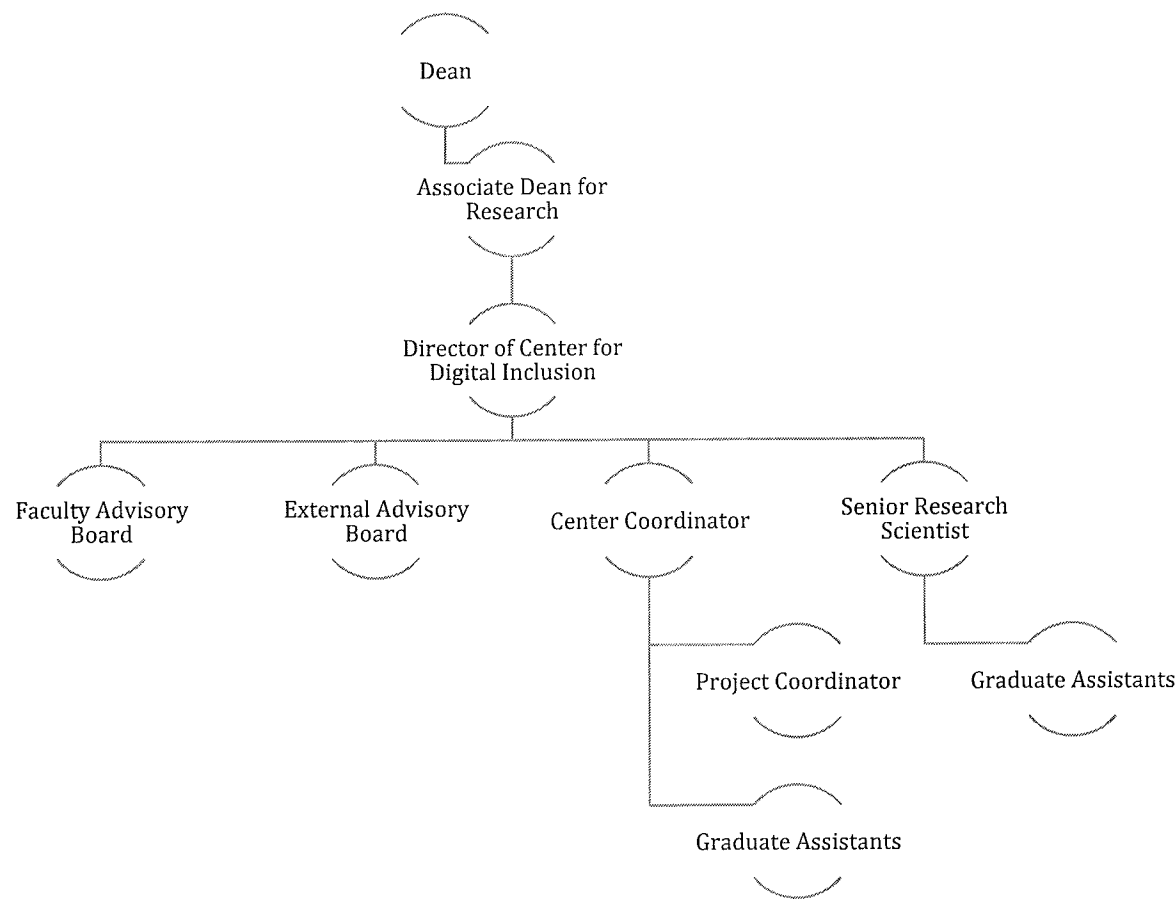 Dean
Associate Dean for
Research
Director of Center for
Digital Inclusion
Faculty Advisory
Board
External Advisory
Board
Center Coordinator
Senior Research
Scientist
Project Coordinator
Graduate Assistants
Graduate Assistants